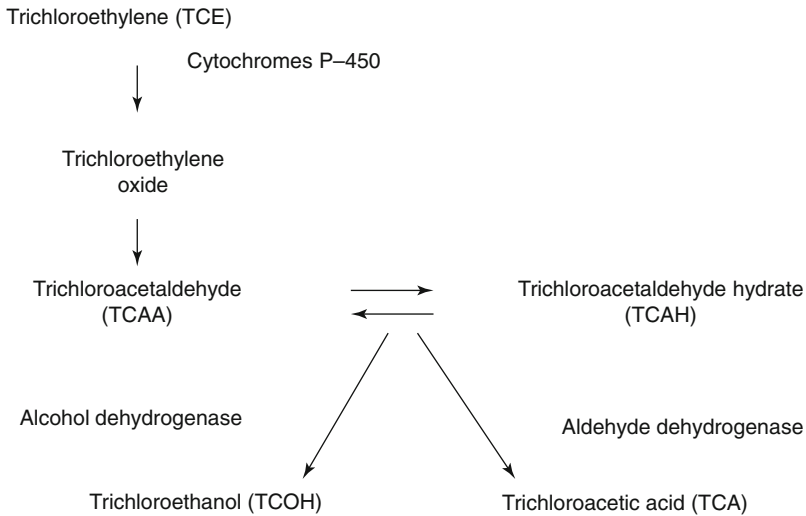 Trichloroethylene (TCE)
Cytochromes P–450
Trichloroethylene
oxide
Trichloroacetaldehyde
(TCAA)
Trichloroacetaldehyde hydrate
(TCAH)
Alcohol dehydrogenase
Aldehyde dehydrogenase
Trichloroethanol (TCOH)
Trichloroacetic acid (TCA)